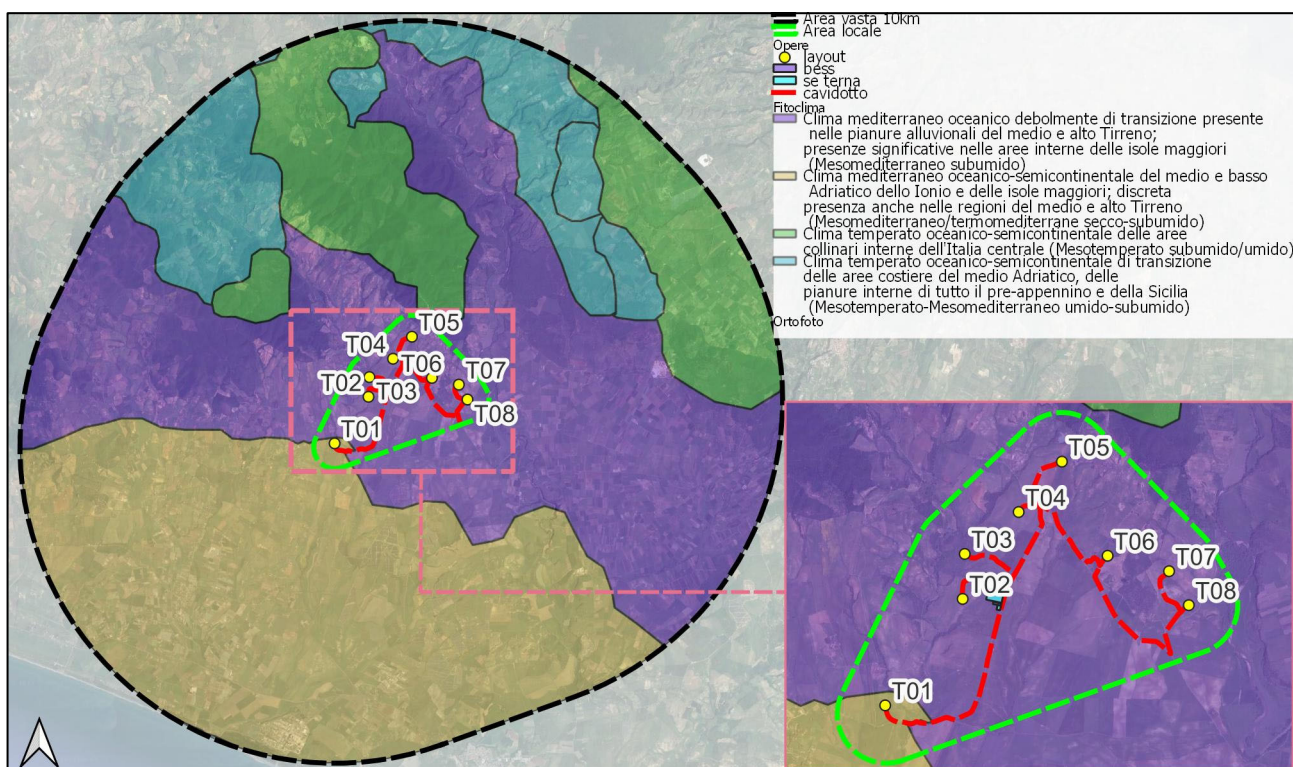 Area vasta 10km
Area locale
Opere
layout
bess
se terna
cavidotto
Fitoclima
Clima mediterraneo oceanico debolmente di transizione presente
nelle pianure alluvionali del medio e alto Tirreno;
presenze significative nelle aree interne delle isole maggiori
(Mesomediterraneo subumido)
Clima mediterraneo oceanico-semicontinentale del medio e basso
Adriatico dello Ionio e delle isole maggiori; discreta
presenza anche nelle regioni del medio e alto Tirreno
(Mesomediterraneo/termomediterrane secco-subumido)
Clima temperato oceanico-semicontinentale delle aree
collinari interne dell'Italia centrale (Mesotemperato subumido/umido)
Clima temperato oceanico-semicontinentale di transizione
delle aree costiere del medio Adriatico, delle
pianure interne di tutto il pre-appennino e della Sicilia
(Mesotemperato-Mesomediterraneo umido-subumido)
Ortofoto
T05
T04
T06
T07
T02
T03
T08
T01
T05
T04
T03
T06
T07
T02
T08
T01